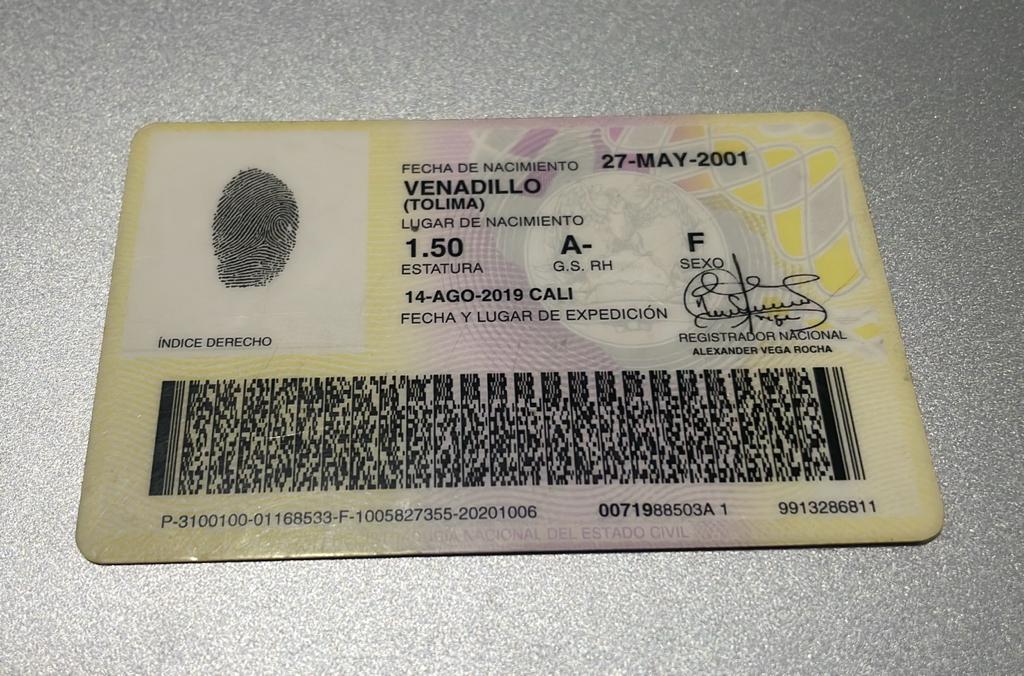 FECHA DE NACIMIENTO 27-MAY-2001
VENADILLO
(TOLIMA)
LUGAR DE NACIMIENTO
1.50 A- F
ESTATURA G.S. RH SEXO
14-AGO-2019 CALI
FECHA Y LUGAR DE EXPEDICIÓN
ÍNDICE DERECHO
REGISTRADOR NACIONAL
ALEXANDER VEGA ROCHA
P-3100100-01168533-F-1005827355-20201006 0071988503A 1 9913286811
NACIONAL DEL ESTADO CIVIL